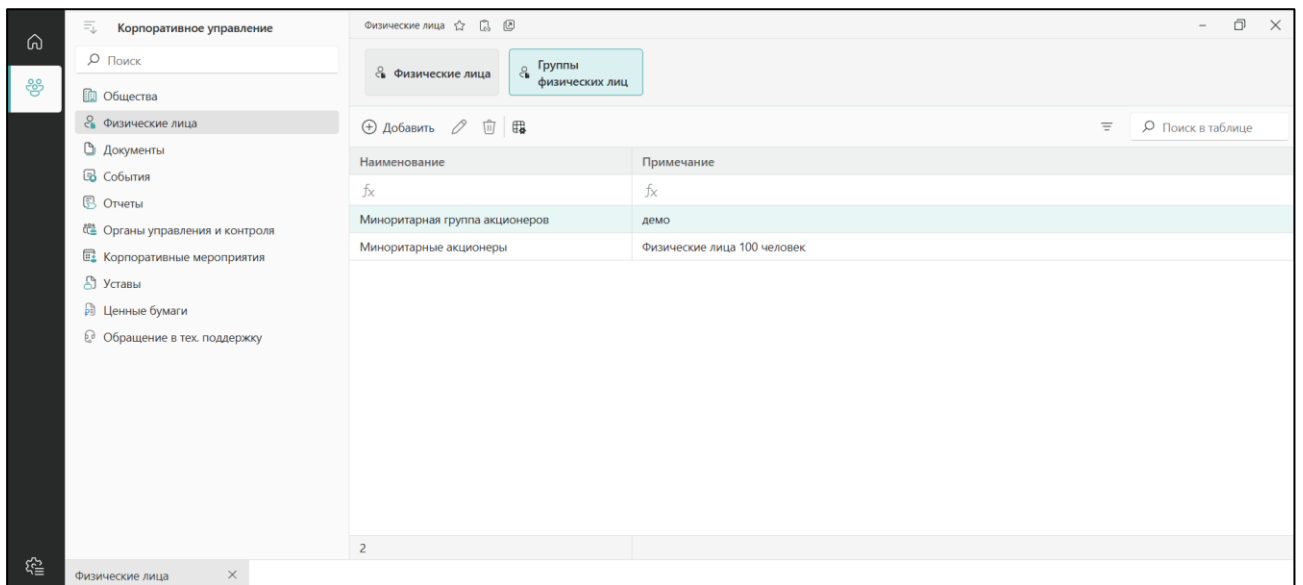 Корпоративное управление
Поиск
Общества
Физические лица
Документы
События
Отчеты
Органы управления и контроля
Корпоративные мероприятия
Уставы
Ценные бумаги
Обращение в тех. поддержку
Физические лица
Физические лица
Группы
физических лиц
Добавить
Поиск в таблице
Наименование Примечание
fx fx
Миноритарная группа акционеров демо
Миноритарные акционеры Физические лица 100 человек
2
Физические лица